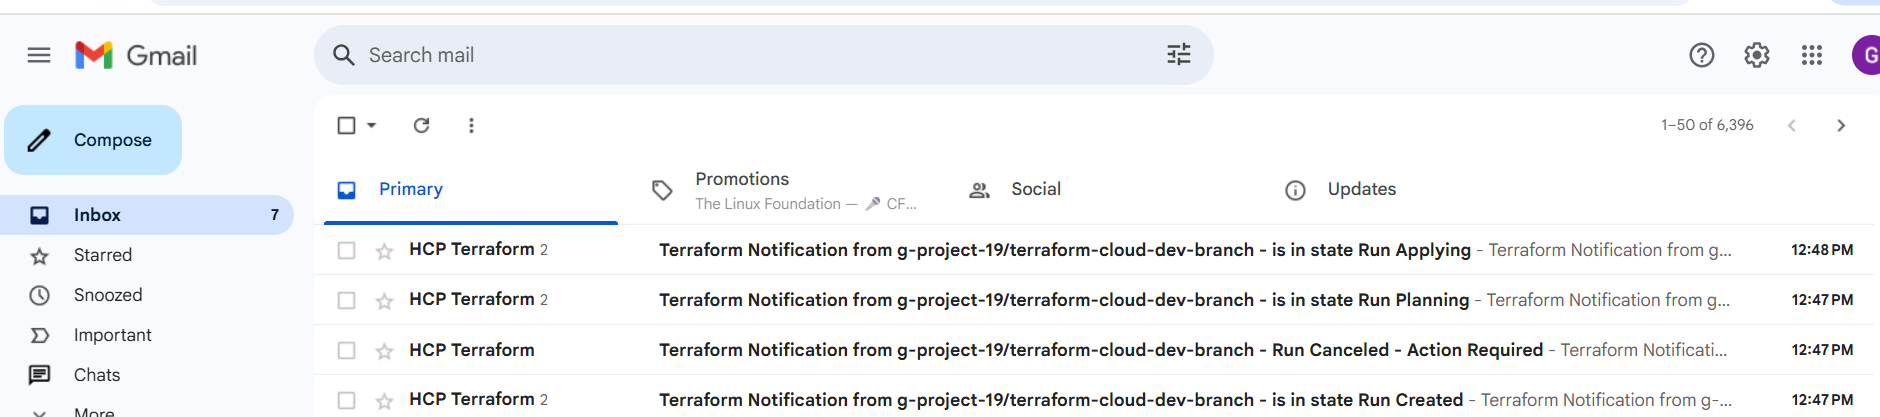 Gmail
Search mail
G
Compose
1–50 of 6,396
Primary
Promotions
The Linux Foundation — 🎤 CF...
Social
Updates
Inbox 7
Starred
Snoozed
Important
Chats
More
HCP Terraform 2 Terraform Notification from g-project-19/terraform-cloud-dev-branch - is in state Run Applying - Terraform Notification from g... 12:48 PM
HCP Terraform 2 Terraform Notification from g-project-19/terraform-cloud-dev-branch - is in state Run Planning - Terraform Notification from g... 12:47 PM
HCP Terraform Terraform Notification from g-project-19/terraform-cloud-dev-branch - Run Canceled - Action Required - Terraform Notificati... 12:47 PM
HCP Terraform 2 Terraform Notification from g-project-19/terraform-cloud-dev-branch - is in state Run Created - Terraform Notification from g-... 12:47 PM